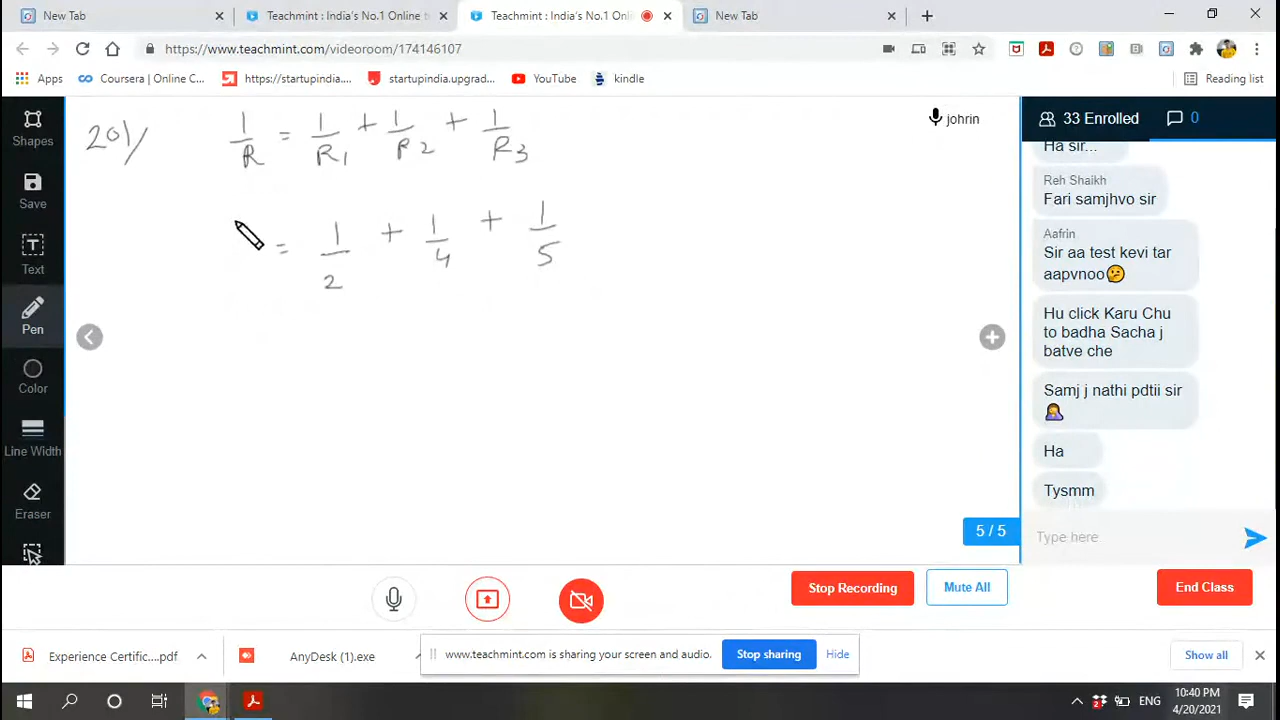 New Tab
Teachmint: India's No.1 Online t
Teachmint: India's No.1 Onli
New Tab
https://www.teachmint.com/videoroom/174146107
Apps
Coursera | Online C...
https://startupindia....
startupindia.upgrad...
YouTube
kindle
Reading list
Shapes
Save
Text
Pen
Color
Line Width
Eraser
20)/ 1/R = 1/R1 + 1/R2 + 1/R3
= 1/2 + 1/4 + 1/5
johrin
5 / 5
33 Enrolled
0
Ha sir...
Reh Shaikh
Fari samjhvo sir
Aafrin
Sir aa test kevi tar
aapvnoo🤔
Hu click Karu Chu
to badha Sacha j
batve che
Samj j nathi pdtii sir
🤦‍♀️
Ha
Tysmm
Type here
Stop Recording
Mute All
End Class
Experience Certific....pdf
AnyDesk (1).exe
www.teachmint.com is sharing your screen and audio.
Stop sharing
Hide
Show all
ENG
10:40 PM
4/20/2021